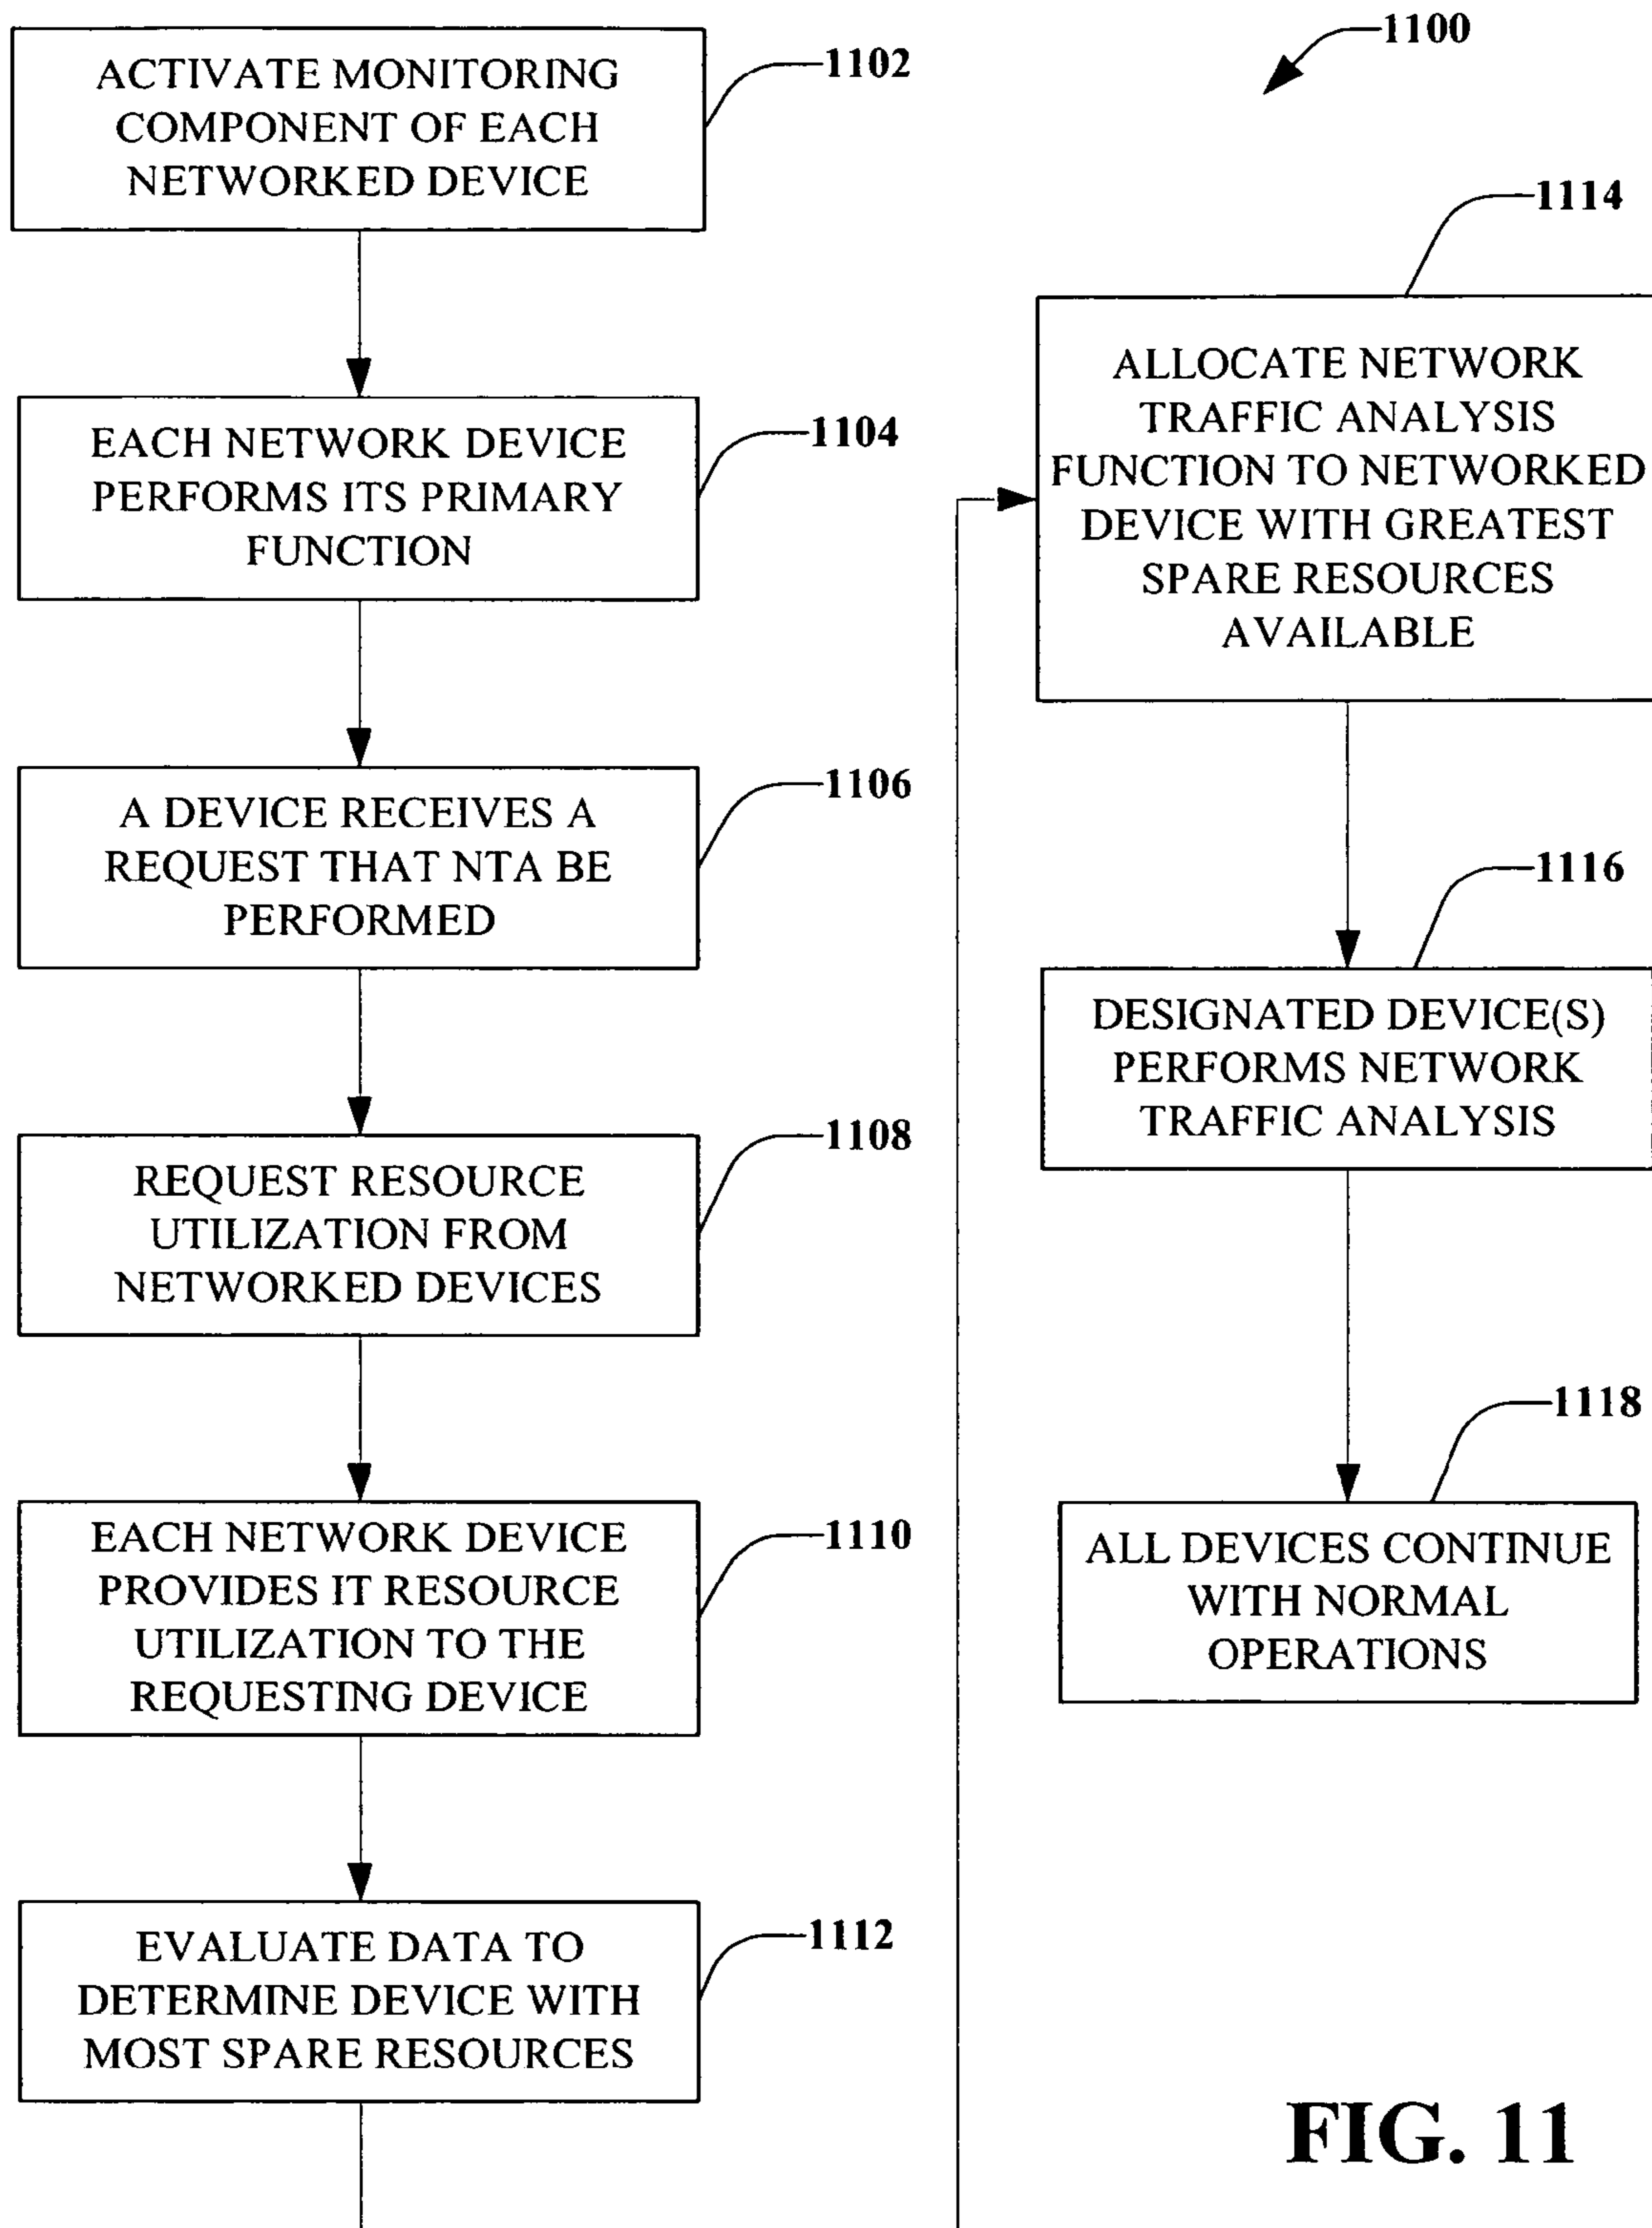 1100
ACTIVATE MONITORING
COMPONENT OF EACH
NETWORKED DEVICE
1102
EACH NETWORK DEVICE
PERFORMS ITS PRIMARY
FUNCTION
1104
A DEVICE RECEIVES A
REQUEST THAT NTA BE
PERFORMED
1106
REQUEST RESOURCE
UTILIZATION FROM
NETWORKED DEVICES
1108
EACH NETWORK DEVICE
PROVIDES IT RESOURCE
UTILIZATION TO THE
REQUESTING DEVICE
1110
EVALUATE DATA TO
DETERMINE DEVICE WITH
MOST SPARE RESOURCES
1112
1114
ALLOCATE NETWORK
TRAFFIC ANALYSIS
FUNCTION TO NETWORKED
DEVICE WITH GREATEST
SPARE RESOURCES
AVAILABLE
1116
DESIGNATED DEVICE(S)
PERFORMS NETWORK
TRAFFIC ANALYSIS
1118
ALL DEVICES CONTINUE
WITH NORMAL
OPERATIONS
FIG. 11